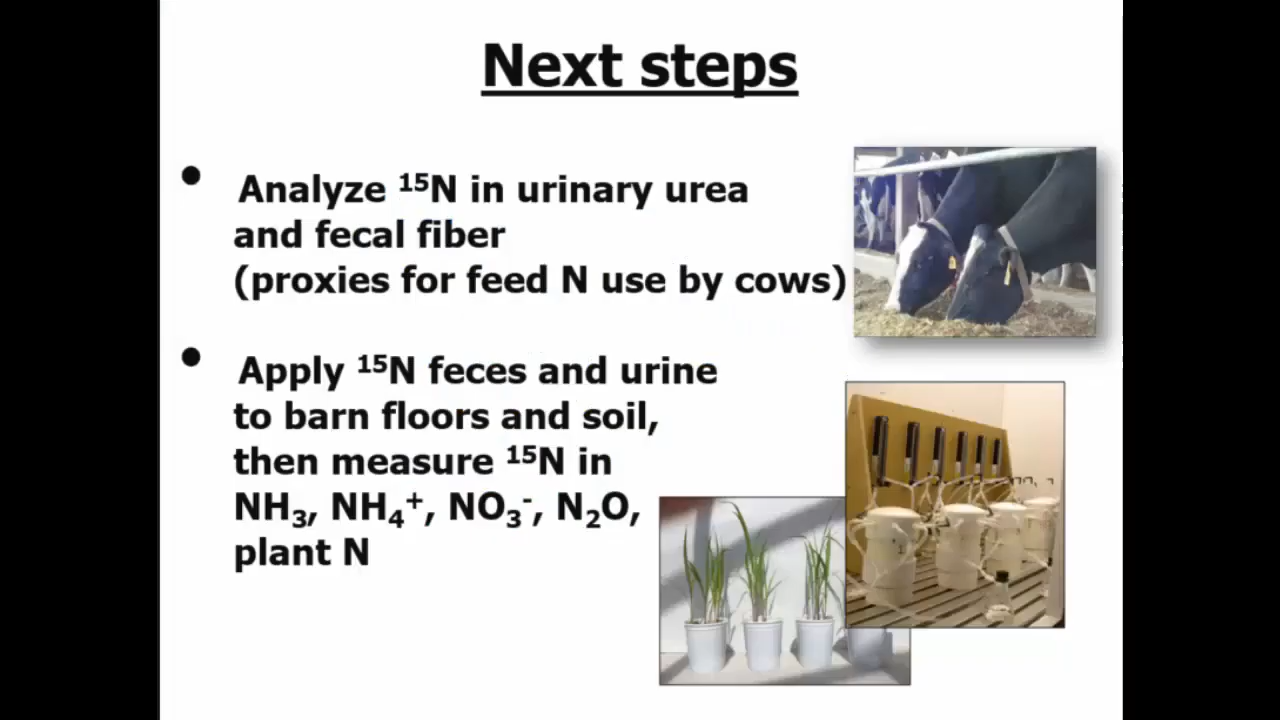 Next steps
• Analyze ¹⁵N in urinary urea
and fecal fiber
(proxies for feed N use by cows)
• Apply ¹⁵N feces and urine
to barn floors and soil,
then measure ¹⁵N in
NH₃, NH₄⁺, NO₃⁻, N₂O,
plant N